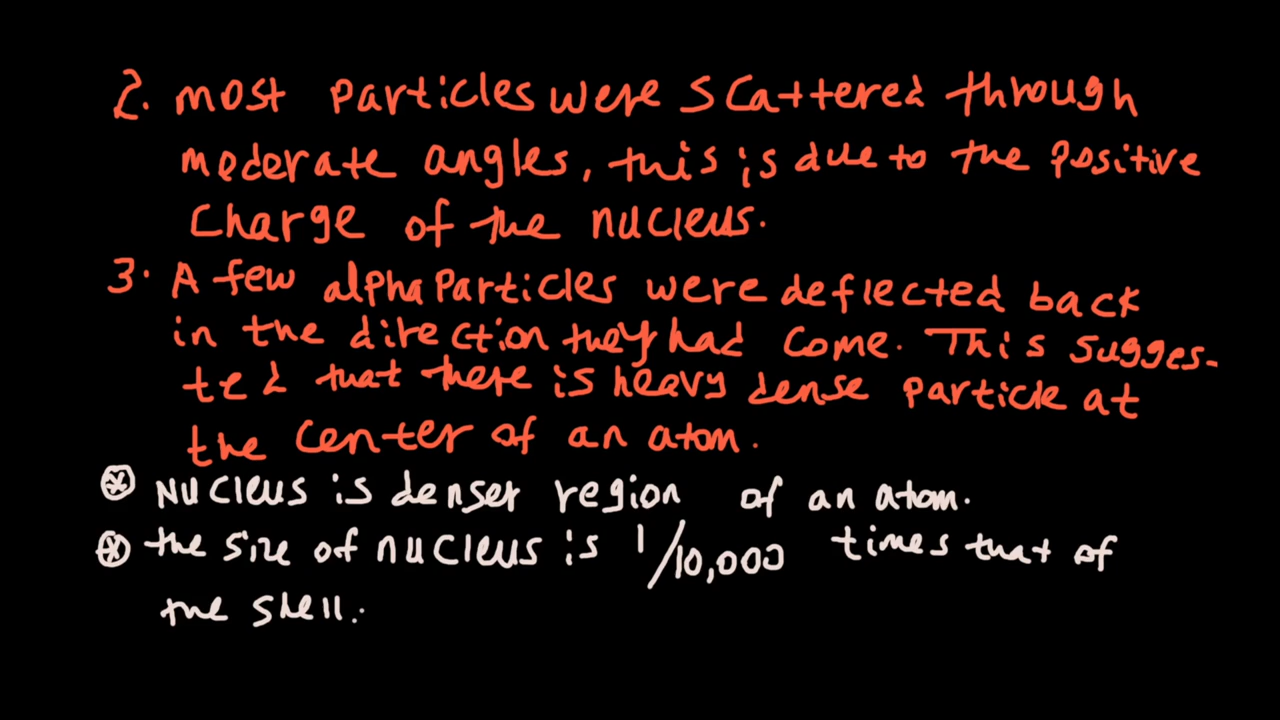 2. most particles were scattered through
moderate angles, this is due to the positive
charge of the nucleus.
3. A few alpha particles were deflected back
in the direction they had come. This sugges-
ted that there is heavy dense particle at
the center of an atom.
Nucleus is denser region of an atom.
the size of nucleus is 1/10,000 times that of
the shell.